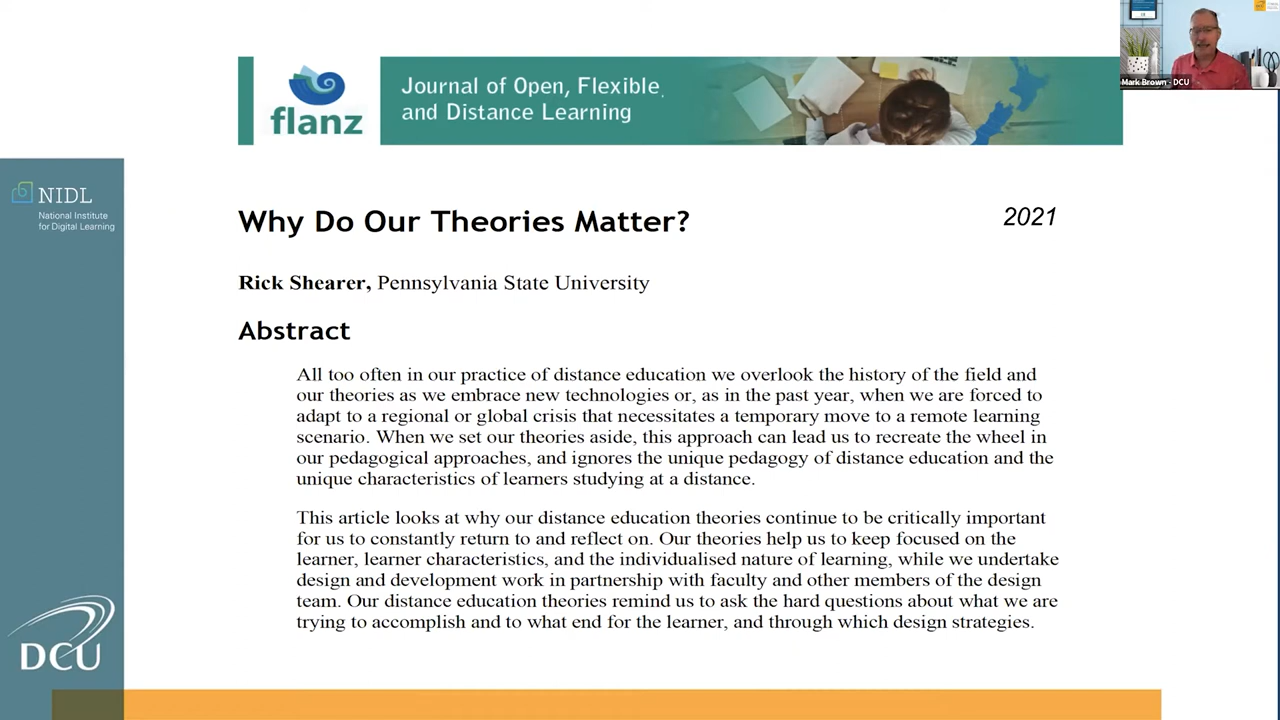 Mark Brown - DCU
flanz
Journal of Open, Flexible
and Distance Learning
NIDL
National Institute
for Digital Learning
Why Do Our Theories Matter?
2021
Rick Shearer, Pennsylvania State University
Abstract
All too often in our practice of distance education we overlook the history of the field and
our theories as we embrace new technologies or, as in the past year, when we are forced to
adapt to a regional or global crisis that necessitates a temporary move to a remote learning
scenario. When we set our theories aside, this approach can lead us to recreate the wheel in
our pedagogical approaches, and ignores the unique pedagogy of distance education and the
unique characteristics of learners studying at a distance.
This article looks at why our distance education theories continue to be critically important
for us to constantly return to and reflect on. Our theories help us to keep focused on the
learner, learner characteristics, and the individualised nature of learning, while we undertake
design and development work in partnership with faculty and other members of the design
team. Our distance education theories remind us to ask the hard questions about what we are
trying to accomplish and to what end for the learner, and through which design strategies.
DCU